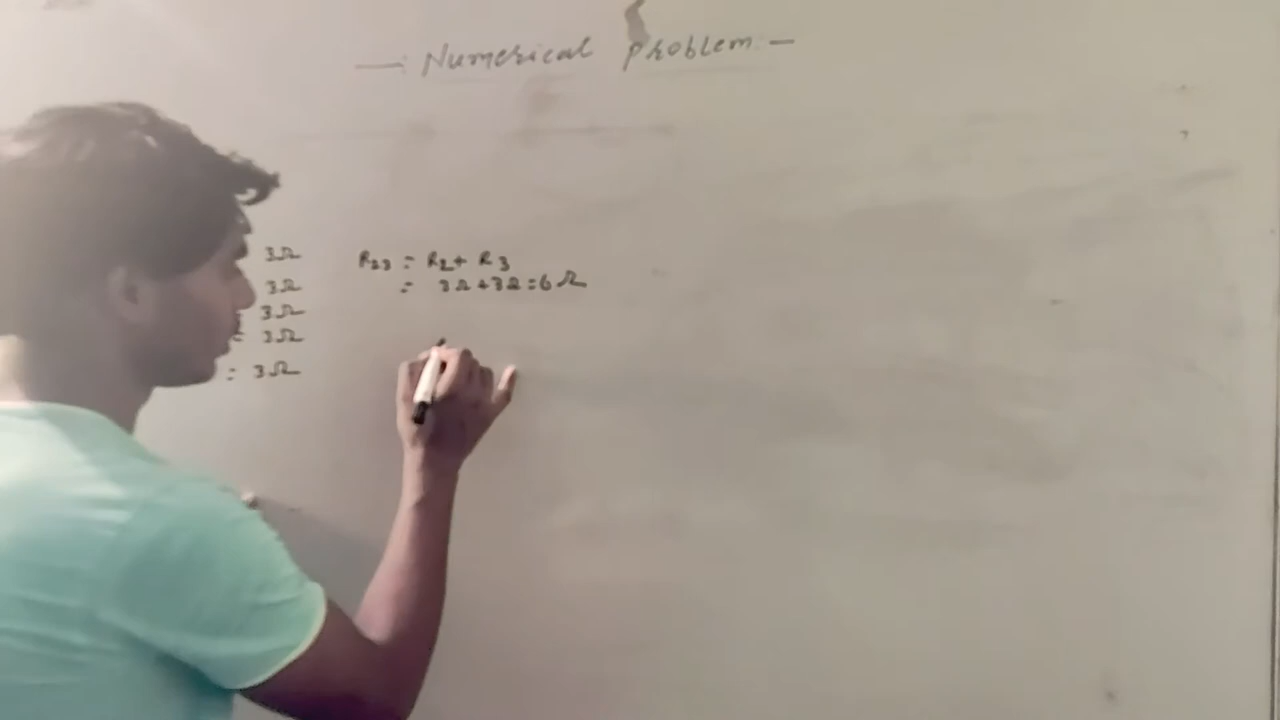 —: Numerical Problem :—
3Ω
R23 = R2 + R3
3Ω
= 3Ω + 3Ω = 6Ω
3Ω
= 3Ω
= 3Ω